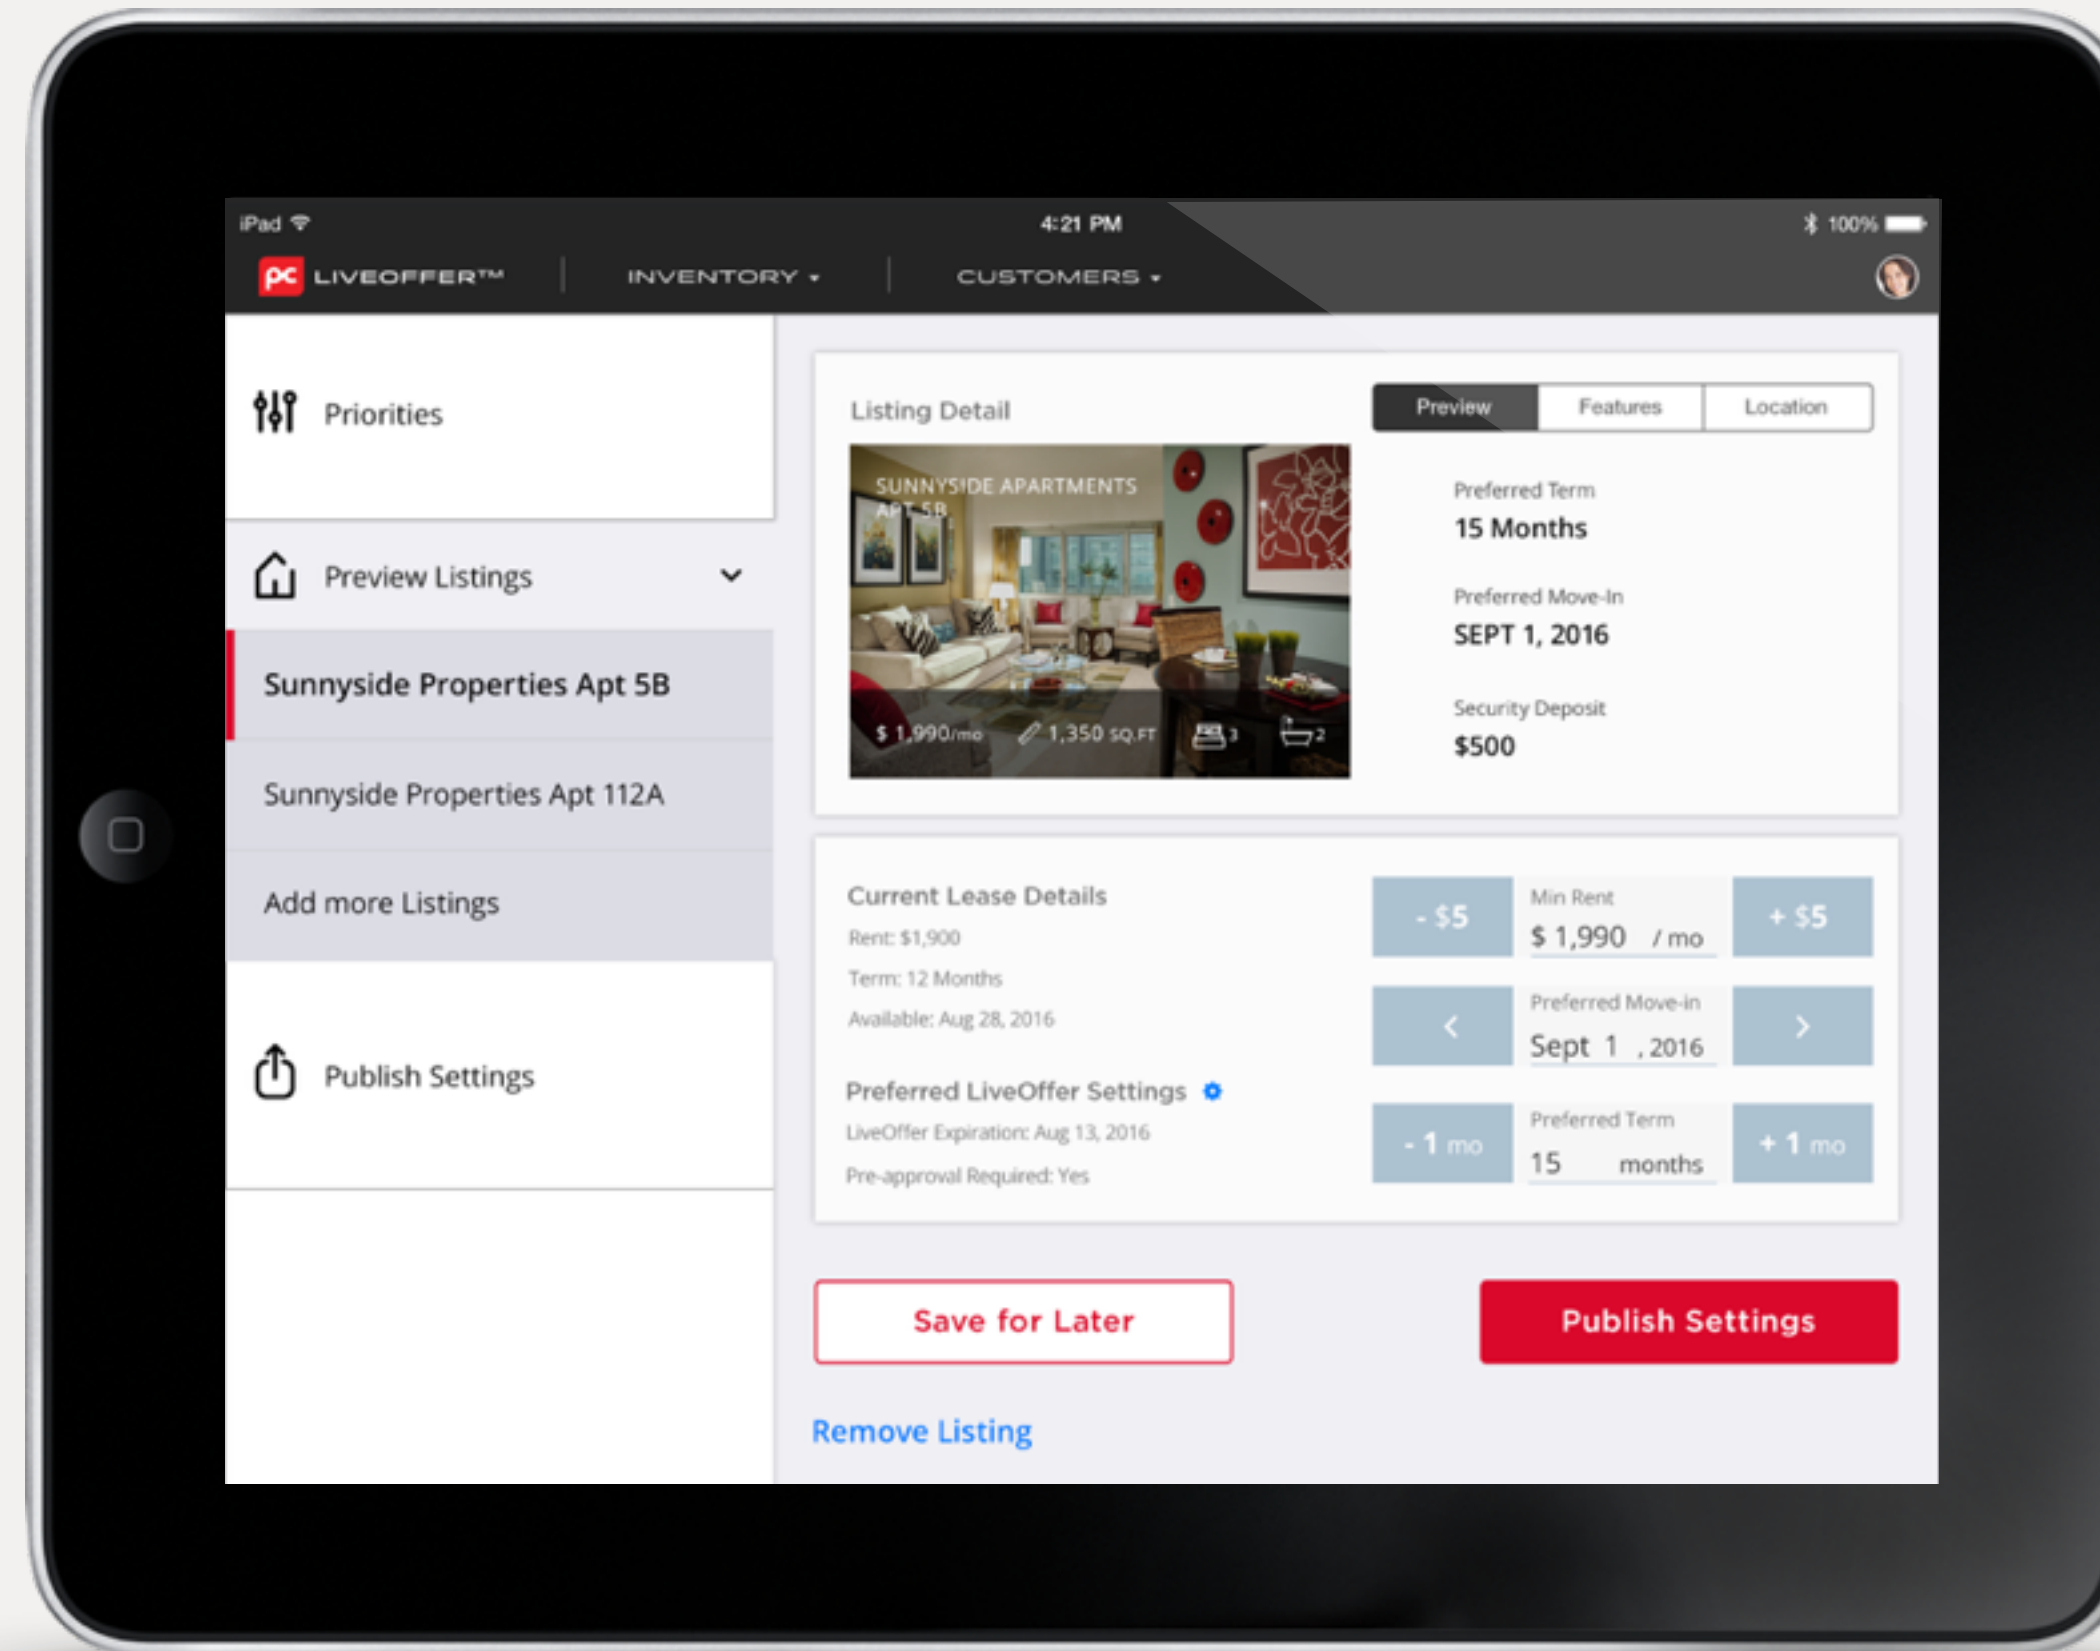 iPad 4:21 PM 100%
pc LIVEOFFER™ INVENTORY CUSTOMERS
Priorities
Preview Listings
Sunnyside Properties Apt 5B
Sunnyside Properties Apt 112A
Add more Listings
Publish Settings
Listing Detail
Preview Features Location
SUNNYSIDE APARTMENTS
APT 5B
$ 1,990/mo 1,350 SQ.FT 3 2
Preferred Term
15 Months
Preferred Move-In
SEPT 1, 2016
Security Deposit
$500
Current Lease Details
Rent: $1,900
Term: 12 Months
Available: Aug 28, 2016
Preferred LiveOffer Settings
LiveOffer Expiration: Aug 13, 2016
Pre-approval Required: Yes
- $5 Min Rent + $5
$ 1,990 / mo
Preferred Move-in
< Sept 1 , 2016 >
Preferred Term
- 1 mo 15 months + 1 mo
Save for Later
Publish Settings
Remove Listing